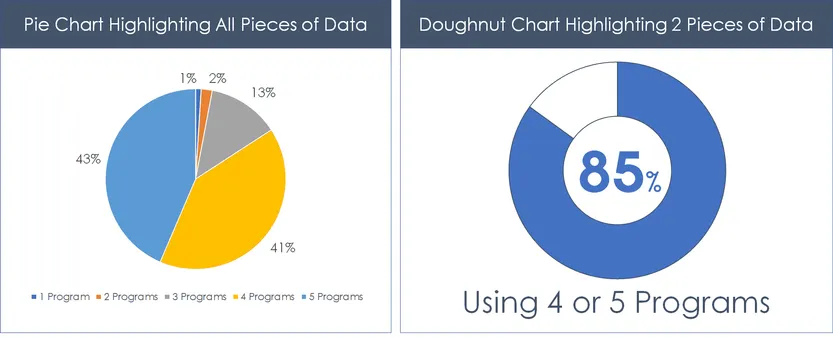 Pie Chart Highlighting All Pieces of Data
1% 2%
13%
43%
41%
1 Program 2 Programs 3 Programs 4 Programs 5 Programs
Doughnut Chart Highlighting 2 Pieces of Data
85%
Using 4 or 5 Programs